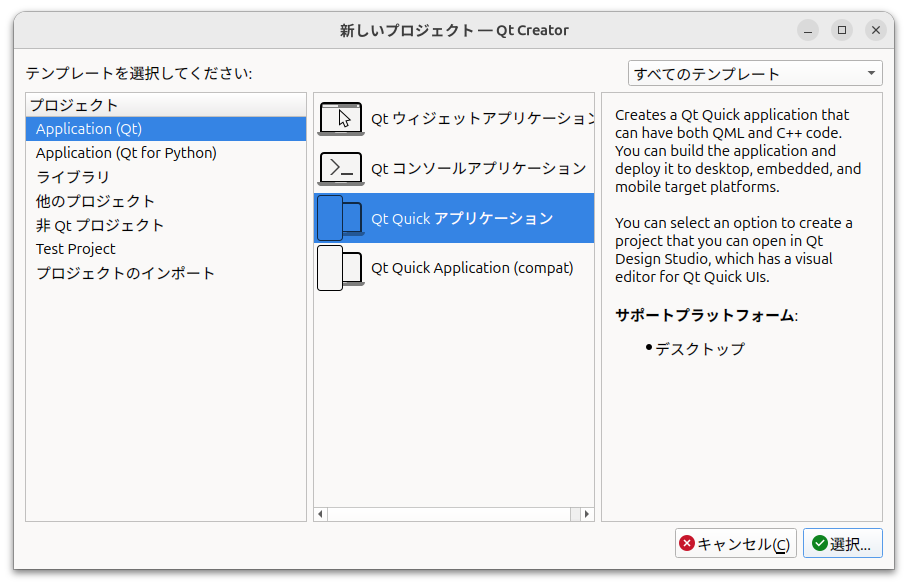 新しいプロジェクト — Qt Creator
テンプレートを選択してください:
すべてのテンプレート
プロジェクト
Application (Qt)
Application (Qt for Python)
ライブラリ
他のプロジェクト
非 Qt プロジェクト
Test Project
プロジェクトのインポート
Qt ウィジェットアプリケーション
Qt コンソールアプリケーション
Qt Quick アプリケーション
Qt Quick Application (compat)
Creates a Qt Quick application that
can have both QML and C++ code.
You can build the application and
deploy it to desktop, embedded, and
mobile target platforms.
You can select an option to create a
project that you can open in Qt
Design Studio, which has a visual
editor for Qt Quick UIs.
サポートプラットフォーム:
•デスクトップ
キャンセル(C)
選択...